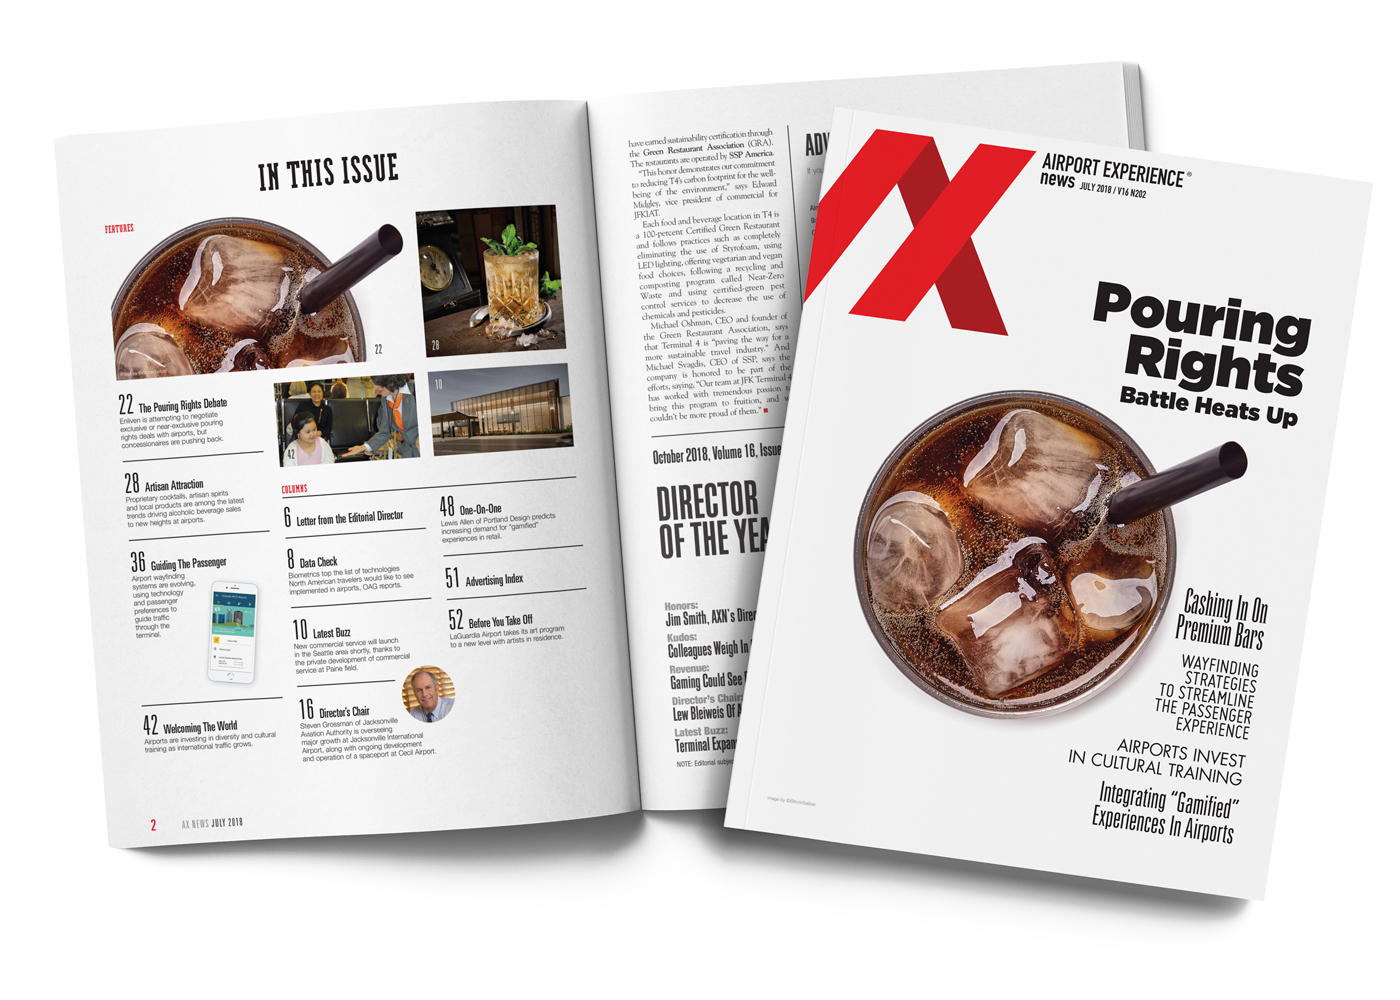 IN THIS ISSUE
FEATURES
22
28
22 The Pouring Rights Debate
Enliven is attempting to negotiate
exclusive or near-exclusive pouring
rights deals with airports, but
concessionaires are pushing back.
42
10
28 Artisan Attraction
Proprietary cocktails, artisan spirits
and local products are among the latest
trends driving alcoholic beverage sales
to new heights at airports.
36 Guiding The Passenger
Airport wayfinding
systems are evolving,
using technology
and passenger
preferences to
guide traffic
through the
terminal.
42 Welcoming The World
Airports are investing in diversity and cultural
training as international traffic grows.
COLUMNS
6 Letter from the Editorial Director
8 Data Check
Biometrics top the list of technologies
North American travelers would like to see
implemented in airports, OAG reports.
10 Latest Buzz
New commercial service will launch
in the Seattle area shortly, thanks to
the private development of commercial
service at Paine field.
16 Director's Chair
Steven Grossman of Jacksonville
Aviation Authority is overseeing
major growth at Jacksonville International
Airport, along with ongoing development
and operation of a spaceport at Cecil Airport.
48 One-On-One
Lewis Allen of Portland Design predicts
increasing demand for "gamified"
experiences in retail.
51 Advertising Index
52 Before You Take Off
LaGuardia Airport takes its art program
to a new level with artists in residence.
2 AX NEWS JULY 2018
have earned sustainability certification through
the Green Restaurant Association (GRA).
The restaurants are operated by SSP America.
"This honor demonstrates our commitment
to reducing T4's carbon footprint for the well-
being of the environment," says Edward
Midgley, vice president of commercial for
JFKIAT.
Each food and beverage location in T4 is
a 100-percent Certified Green Restaurant
and follows practices such as completely
eliminating the use of Styrofoam, using
LED lighting, offering vegetarian and vegan
food choices, following a recycling and
composting program called Near-Zero
Waste and using certified-green pest
control services to decrease the use of
chemicals and pesticides.
Michael Oshman, CEO and founder of
the Green Restaurant Association, says
that Terminal 4 is "paving the way for a
more sustainable travel industry." And
Michael Svagdis, CEO of SSP, says the
company is honored to be part of the
efforts, saying, "Our team at JFK Terminal 4
has worked with tremendous passion to
bring this program to fruition, and w
couldn't be more proud of them."
October 2018, Volume 16, Issue
DIRECTOR
OF THE YEA
Honors:
Jim Smith, AXN's Direc
Kudos:
Colleagues Weigh In
Revenue:
Gaming Could See
Director's Chair:
Lew Bleiweis Of A
Latest Buzz:
Terminal Expan
NOTE: Editorial subje
ADV
If you
AX
AIRPORT EXPERIENCE®
news JULY 2018 / V16 N202
Pouring
Rights
Battle Heats Up
Cashing In On
Premium Bars
WAYFINDING
STRATEGIES
TO STREAMLINE
THE PASSENGER
EXPERIENCE
AIRPORTS INVEST
IN CULTURAL TRAINING
Integrating "Gamified"
Experiences In Airports